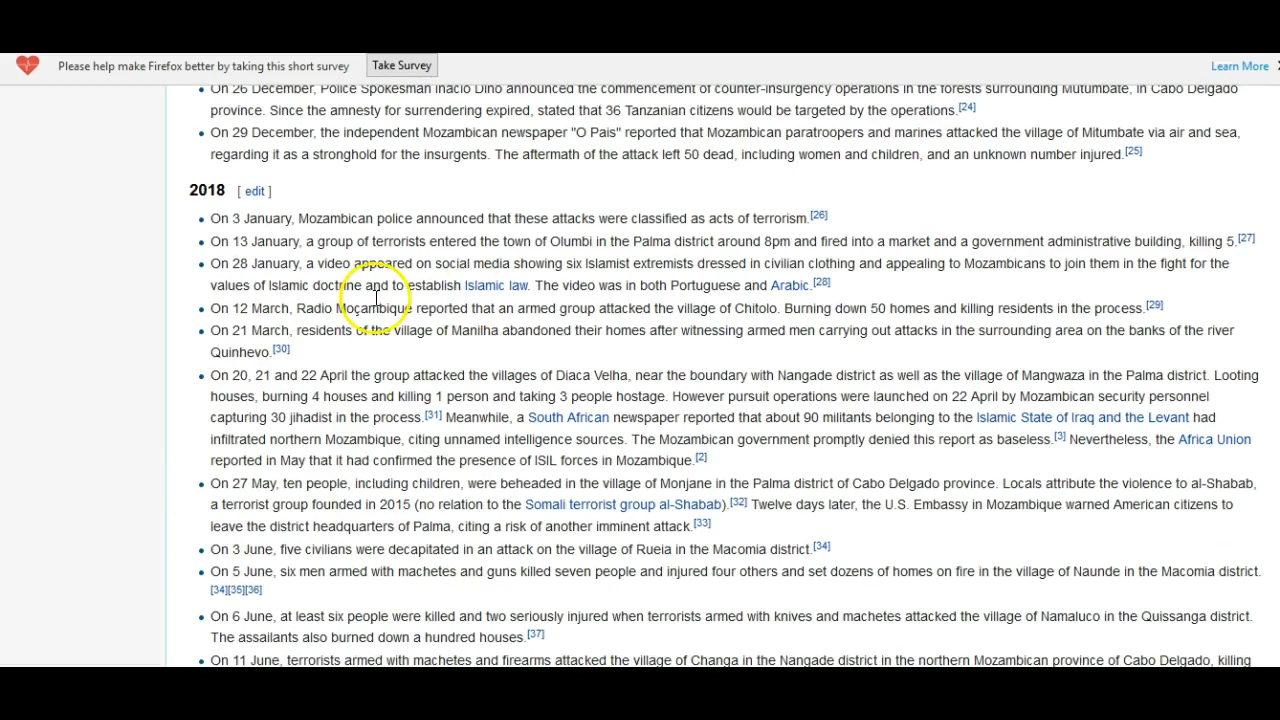 Please help make Firefox better by taking this short survey Take Survey Learn More
On 26 December, Police Spokesman Inacio Dino announced the commencement of counter-insurgency operations in the forests surrounding Mutumbate, in Cabo Delgado
province. Since the amnesty for surrendering expired, stated that 36 Tanzanian citizens would be targeted by the operations.[24]
On 29 December, the independent Mozambican newspaper "O Pais" reported that Mozambican paratroopers and marines attacked the village of Mitumbate via air and sea,
regarding it as a stronghold for the insurgents. The aftermath of the attack left 50 dead, including women and children, and an unknown number injured.[25]
2018 [ edit ]
On 3 January, Mozambican police announced that these attacks were classified as acts of terrorism.[26]
On 13 January, a group of terrorists entered the town of Olumbi in the Palma district around 8pm and fired into a market and a government administrative building, killing 5.[27]
On 28 January, a video appeared on social media showing six Islamist extremists dressed in civilian clothing and appealing to Mozambicans to join them in the fight for the
values of Islamic doctrine and to establish Islamic law. The video was in both Portuguese and Arabic.[28]
On 12 March, Radio Moçambique reported that an armed group attacked the village of Chitolo. Burning down 50 homes and killing residents in the process.[29]
On 21 March, residents of the village of Manilha abandoned their homes after witnessing armed men carrying out attacks in the surrounding area on the banks of the river
Quinhevo.[30]
On 20, 21 and 22 April the group attacked the villages of Diaca Velha, near the boundary with Nangade district as well as the village of Mangwaza in the Palma district. Looting
houses, burning 4 houses and killing 1 person and taking 3 people hostage. However pursuit operations were launched on 22 April by Mozambican security personnel
capturing 30 jihadist in the process.[31] Meanwhile, a South African newspaper reported that about 90 militants belonging to the Islamic State of Iraq and the Levant had
infiltrated northern Mozambique, citing unnamed intelligence sources. The Mozambican government promptly denied this report as baseless.[3] Nevertheless, the Africa Union
reported in May that it had confirmed the presence of ISIL forces in Mozambique.[2]
On 27 May, ten people, including children, were beheaded in the village of Monjane in the Palma district of Cabo Delgado province. Locals attribute the violence to al-Shabab,
a terrorist group founded in 2015 (no relation to the Somali terrorist group al-Shabab).[32] Twelve days later, the U.S. Embassy in Mozambique warned American citizens to
leave the district headquarters of Palma, citing a risk of another imminent attack.[33]
On 3 June, five civilians were decapitated in an attack on the village of Rueia in the Macomia district.[34]
On 5 June, six men armed with machetes and guns killed seven people and injured four others and set dozens of homes on fire in the village of Naunde in the Macomia district.
[34][35][36]
On 6 June, at least six people were killed and two seriously injured when terrorists armed with knives and machetes attacked the village of Namaluco in the Quissanga district.
The assailants also burned down a hundred houses.[37]
On 11 June, terrorists armed with machetes and firearms attacked the village of Changa in the Nangade district in the northern Mozambican province of Cabo Delgado, killing